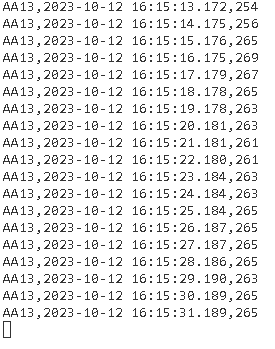 AA13,2023-10-12 16:15:13.172,254
AA13,2023-10-12 16:15:14.175,256
AA13,2023-10-12 16:15:15.176,265
AA13,2023-10-12 16:15:16.175,269
AA13,2023-10-12 16:15:17.179,267
AA13,2023-10-12 16:15:18.178,265
AA13,2023-10-12 16:15:19.178,263
AA13,2023-10-12 16:15:20.181,263
AA13,2023-10-12 16:15:21.181,261
AA13,2023-10-12 16:15:22.180,261
AA13,2023-10-12 16:15:23.184,263
AA13,2023-10-12 16:15:24.184,263
AA13,2023-10-12 16:15:25.184,265
AA13,2023-10-12 16:15:26.187,265
AA13,2023-10-12 16:15:27.187,265
AA13,2023-10-12 16:15:28.186,265
AA13,2023-10-12 16:15:29.190,263
AA13,2023-10-12 16:15:30.189,265
AA13,2023-10-12 16:15:31.189,265